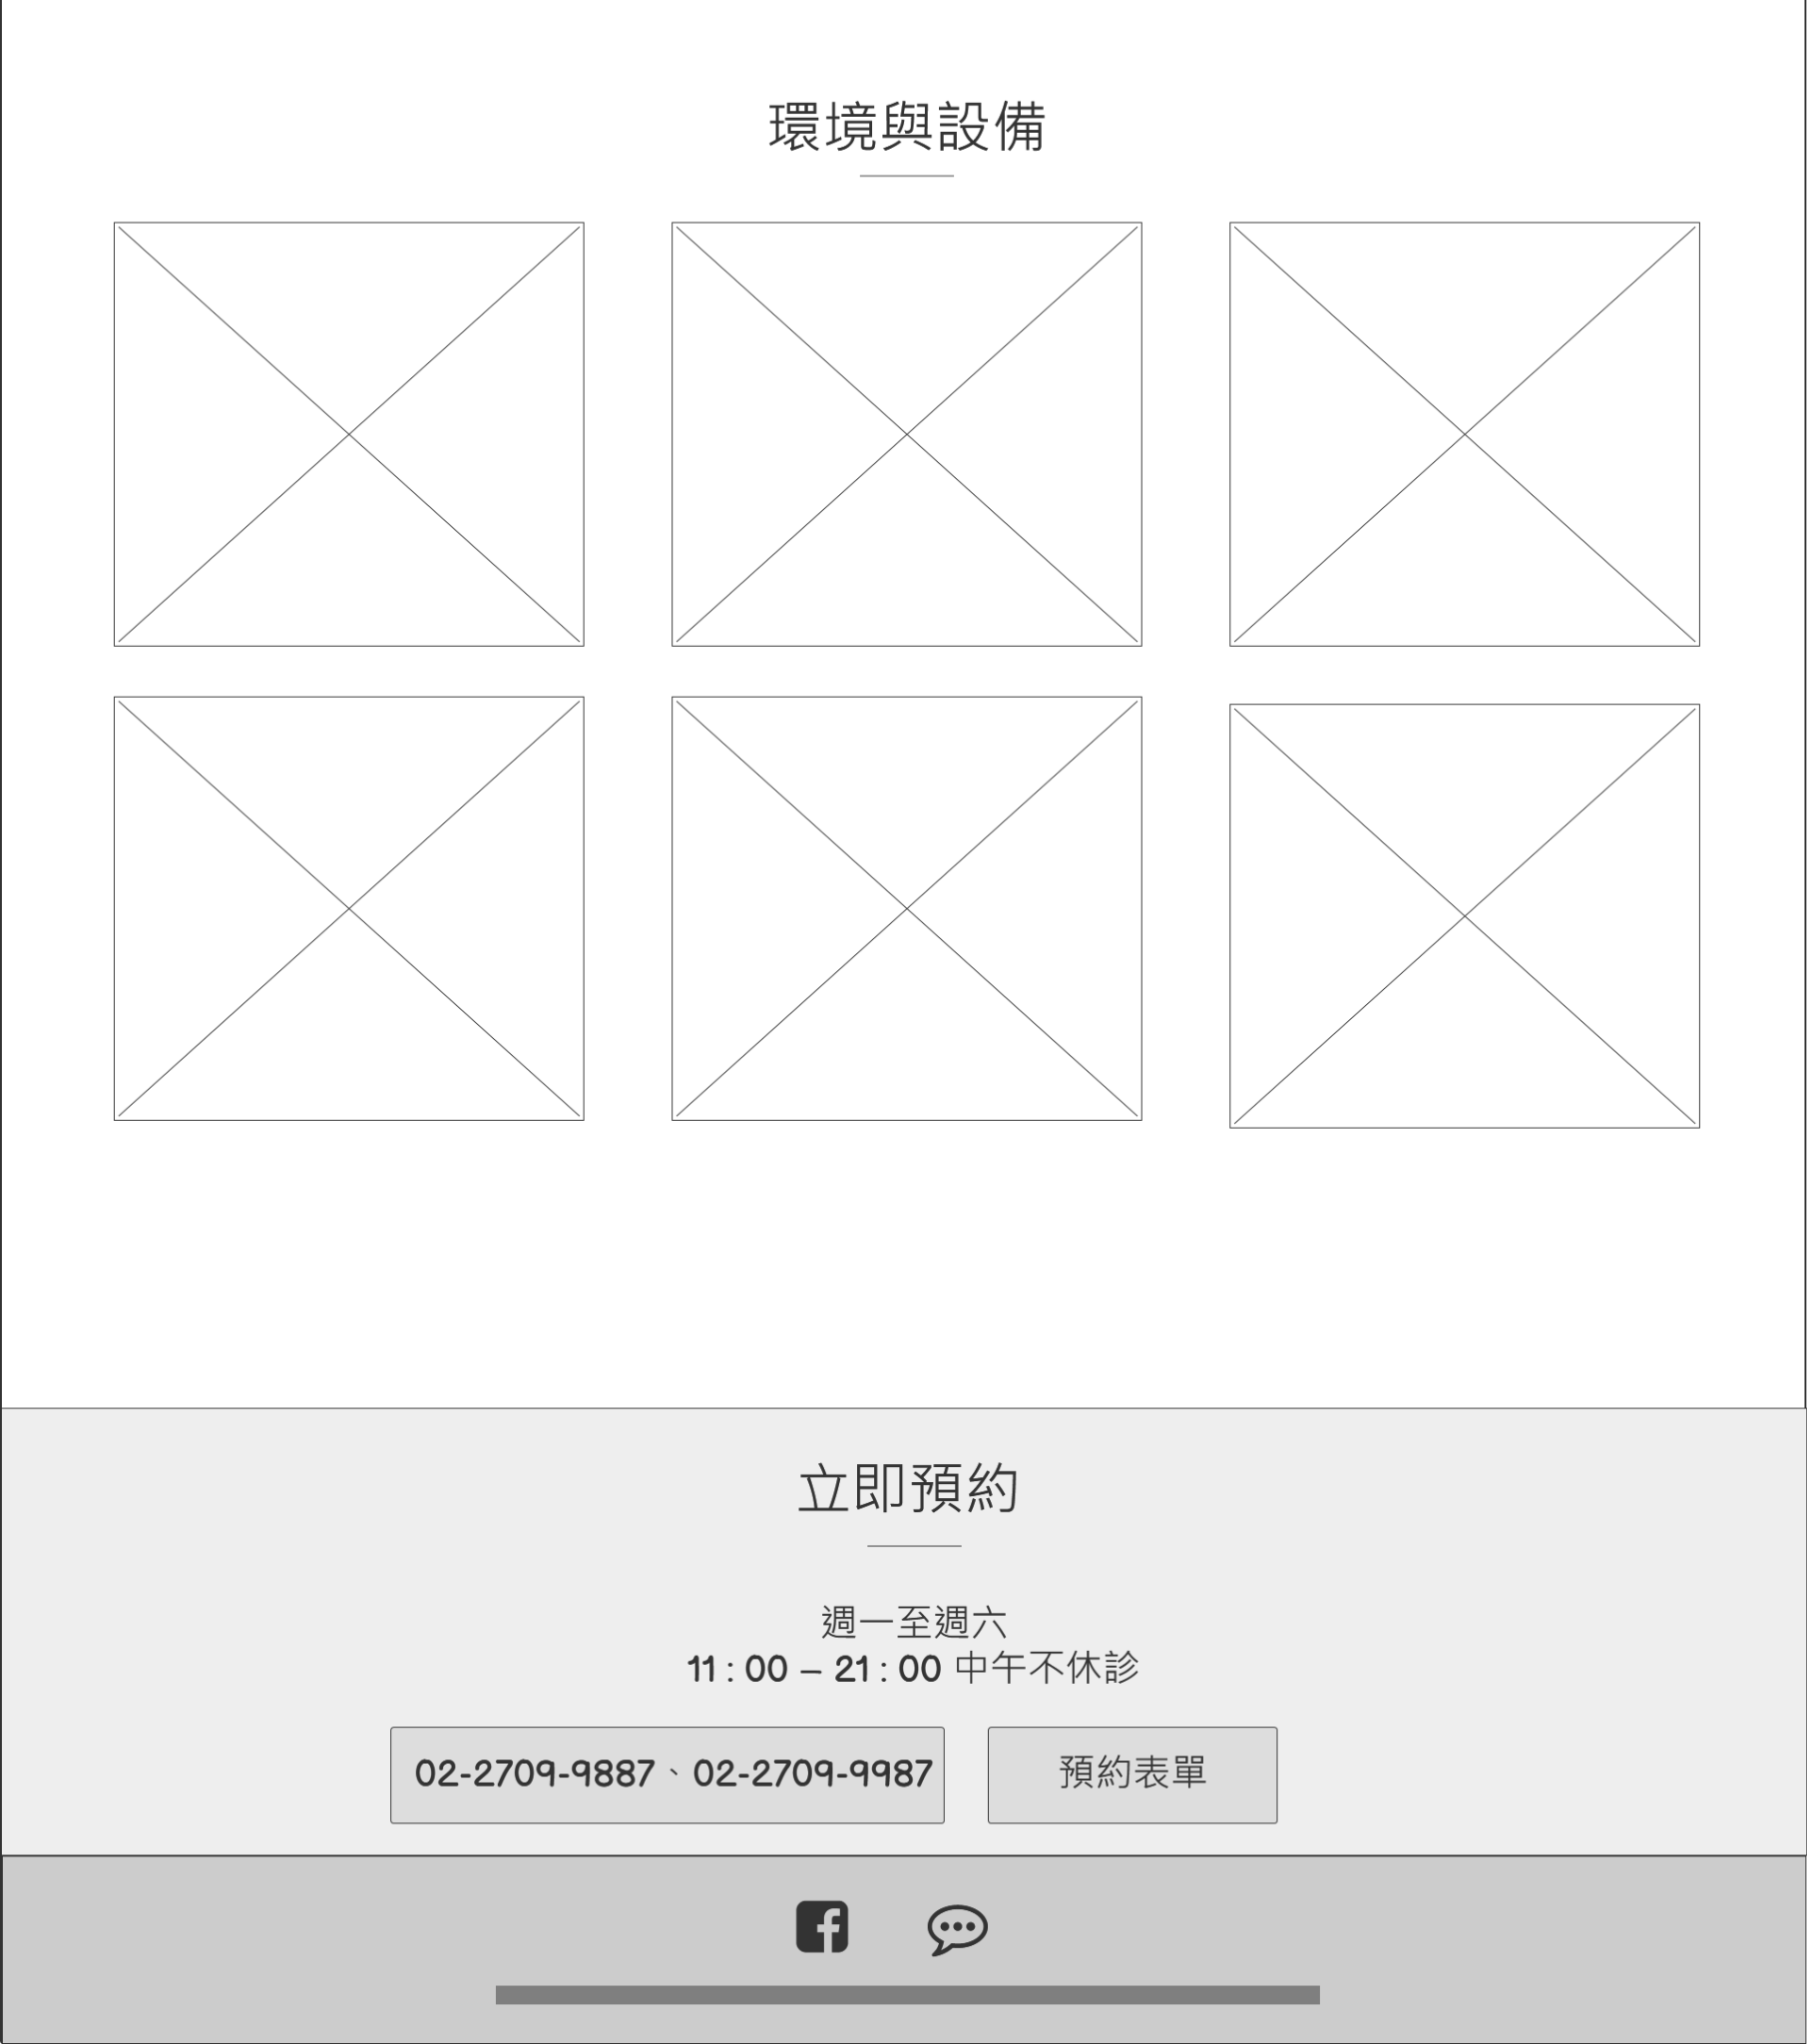 環境與設備
立即預約
週一至週六
11 : 00 – 21 : 00 中午不休診
02-2709-9887、02-2709-9987
預約表單